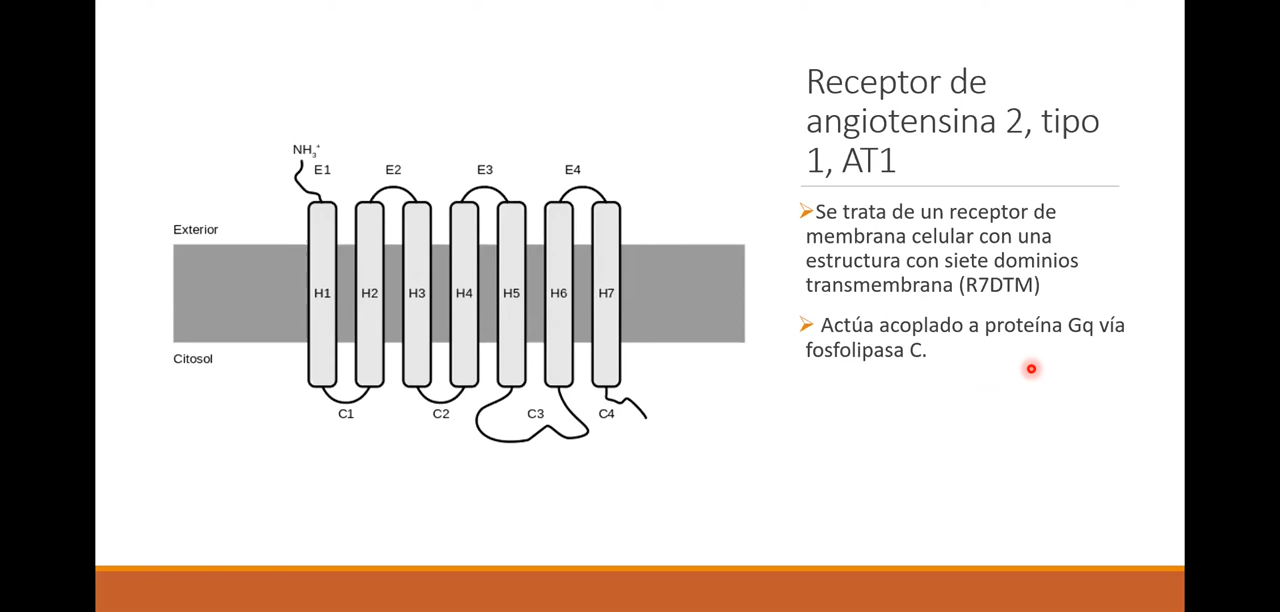 Receptor de
angiotensina 2, tipo
1, AT1
Se trata de un receptor de
membrana celular con una
estructura con siete dominios
transmembrana (R7DTM)
Actúa acoplado a proteína Gq vía
fosfolipasa C.
NH3+
E1 E2 E3 E4
Exterior
H1 H2 H3 H4 H5 H6 H7
Citosol
C1 C2 C3 C4